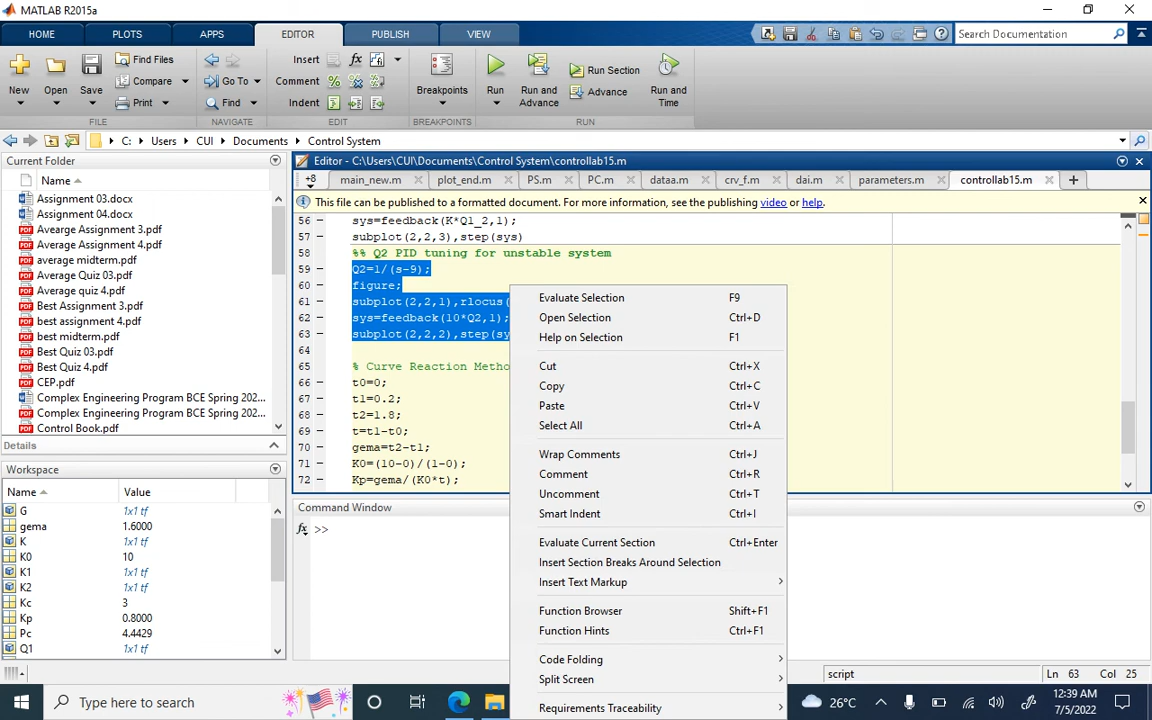 MATLAB R2015a
HOME PLOTS APPS EDITOR PUBLISH VIEW
Search Documentation
New Open Save Find Files Compare Print
FILE
Go To Find
NAVIGATE
Insert fx
Comment
Indent
EDIT
Breakpoints
BREAKPOINTS
Run Run and Advance Run Section Advance Run and Time
RUN
C: Users CUI Documents Control System
Current Folder
Name
Assignment 03.docx
Assignment 04.docx
Avearge Assignment 3.pdf
Average Assignment 4.pdf
average midterm.pdf
Average Quiz 03.pdf
Average quiz 4.pdf
Best Assignment 3.pdf
best assignment 4.pdf
best midterm.pdf
Best Quiz 03.pdf
Best Quiz 4.pdf
CEP.pdf
Complex Engineering Program BCE Spring 202...
Complex Engineering Program BCE Spring 202...
Control Book.pdf
Details
Workspace
Name Value
G 1x1 tf
gema 1.6000
K 1x1 tf
K0 10
K1 1x1 tf
K2 1x1 tf
Kc 3
Kp 0.8000
Pc 4.4429
Q1 1x1 tf
Editor - C:\Users\CUI\Documents\Control System\controllab15.m
+8 main_new.m plot_end.m PS.m PC.m dataa.m crv_f.m dai.m parameters.m controllab15.m
This file can be published to a formatted document. For more information, see the publishing video or help.
56 - sys=feedback(K*Q1_2,1);
57 - subplot(2,2,3),step(sys)
58 %% Q2 PID tuning for unstable system
59 - Q2=1/(s-9);
60 - figure;
61 - subplot(2,2,1),rlocus(
62 - sys=feedback(10*Q2,1);
63 - subplot(2,2,2),step(sy
64
65 % Curve Reaction Metho
66 - t0=0;
67 - t1=0.2;
68 - t2=1.8;
69 - t=t1-t0;
70 - gema=t2-t1;
71 - K0=(10-0)/(1-0);
72 - Kp=gema/(K0*t);
Command Window
fx >>
Evaluate Selection F9
Open Selection Ctrl+D
Help on Selection F1
Cut Ctrl+X
Copy Ctrl+C
Paste Ctrl+V
Select All Ctrl+A
Wrap Comments Ctrl+J
Comment Ctrl+R
Uncomment Ctrl+T
Smart Indent Ctrl+I
Evaluate Current Section Ctrl+Enter
Insert Section Breaks Around Selection
Insert Text Markup
Function Browser Shift+F1
Function Hints Ctrl+F1
Code Folding
Split Screen
Requirements Traceability
script Ln 63 Col 25
Type here to search
26°C
12:39 AM
7/5/2022